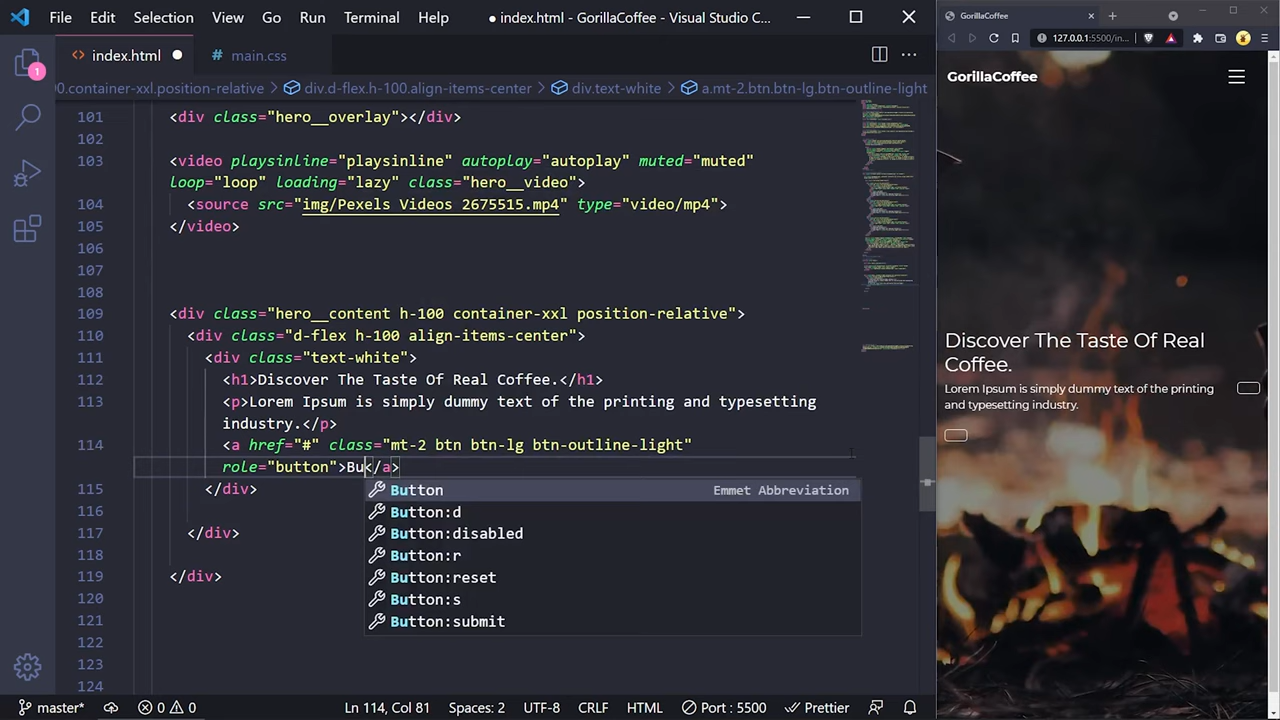 File Edit Selection View Go Run Terminal Help ● index.html - GorillaCoffee - Visual Studio C...
GorillaCoffee
<> index.html
# main.css
127.0.0.1:5500/in...
1
00.container-xxl.position-relative > div.d-flex.h-100.align-items-center > div.text-white > a.mt-2.btn.btn-lg.btn-outline-light
GorillaCoffee
101 <div class="hero__overlay"></div>
102
103 <video playsinline="playsinline" autoplay="autoplay" muted="muted"
loop="loop" loading="lazy" class="hero__video">
104 <source src="img/Pexels Videos 2675515.mp4" type="video/mp4">
105 </video>
106
107
108
109 <div class="hero__content h-100 container-xxl position-relative">
110 <div class="d-flex h-100 align-items-center">
111 <div class="text-white">
112 <h1>Discover The Taste Of Real Coffee.</h1>
113 <p>Lorem Ipsum is simply dummy text of the printing and typesetting
industry.</p>
114 <a href="#" class="mt-2 btn btn-lg btn-outline-light"
role="button">Bu</a>
115 </div>
116
117 </div>
118
119 </div>
120
121
122
123
124
Button Emmet Abbreviation
Button:d
Button:disabled
Button:r
Button:reset
Button:s
Button:submit
Discover The Taste Of Real
Coffee.
Lorem Ipsum is simply dummy text of the printing
and typesetting industry.
master* 0 0 Ln 114, Col 81 Spaces: 2 UTF-8 CRLF HTML Port : 5500 Prettier